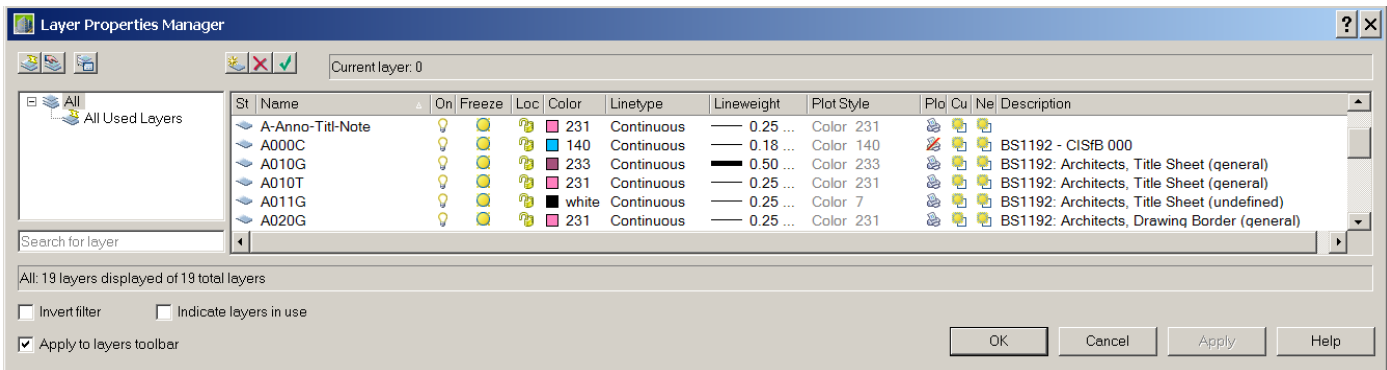 Layer Properties Manager
Current layer: 0
All
All Used Layers
St Name On Freeze Loc Color Linetype Lineweight Plot Style Plo Cu Ne Description
A-Anno-Titl-Note 231 Continuous 0.25 ... Color 231
A000C 140 Continuous 0.18 ... Color 140 BS1192 - CISfB 000
A010G 233 Continuous 0.50 ... Color 233 BS1192: Architects, Title Sheet (general)
A010T 231 Continuous 0.25 ... Color 231 BS1192: Architects, Title Sheet (general)
A011G white Continuous 0.25 ... Color 7 BS1192: Architects, Title Sheet (undefined)
A020G 231 Continuous 0.25 ... Color 231 BS1192: Architects, Drawing Border (general)
Search for layer
All: 19 layers displayed of 19 total layers
Invert filter Indicate layers in use
Apply to layers toolbar
OK Cancel Apply Help